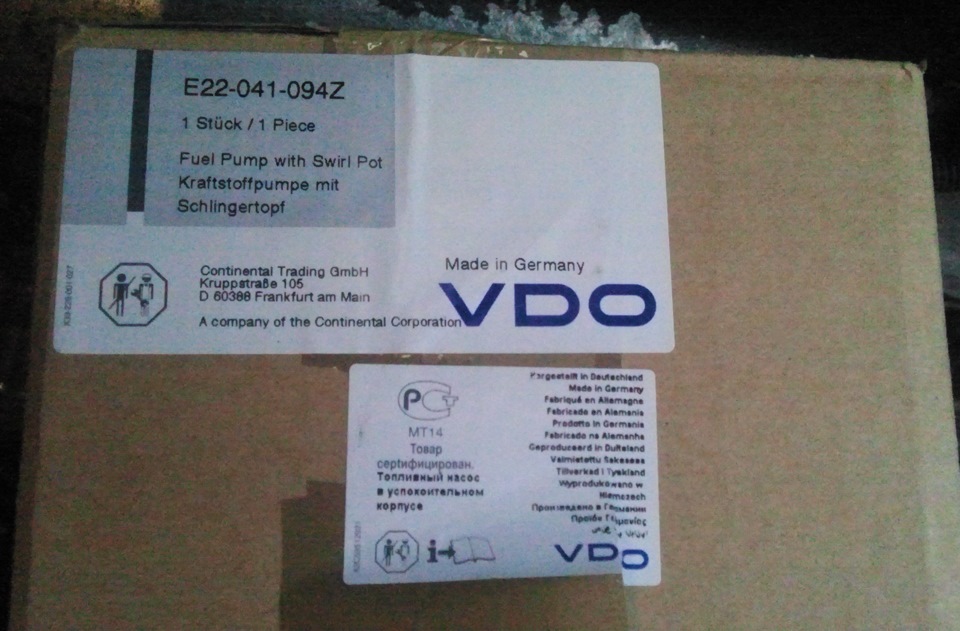 E22-041-094Z
1 Stück / 1 Piece
Fuel Pump with Swirl Pot
Kraftstoffpumpe mit
Schlingertopf
Continental Trading GmbH
Kruppstraße 105
D 60388 Frankfurt am Main
A company of the Continental Corporation
Made in Germany
VDO
РСТ
МТ14
Товар
сертифицирован.
Топливный насос
в успокоительном
корпусе
Hergestellt in Deutschland
Made in Germany
Fabriqué en Allemagne
Fabricado en Alemania
Prodotto in Germania
Fabricado na Alemanha
Geproduceerd in Duitsland
Valmistettu Saksassa
Tillverkad i Tyskland
Wyprodukowano w
Niemczech
Произведено в Германии
VDO